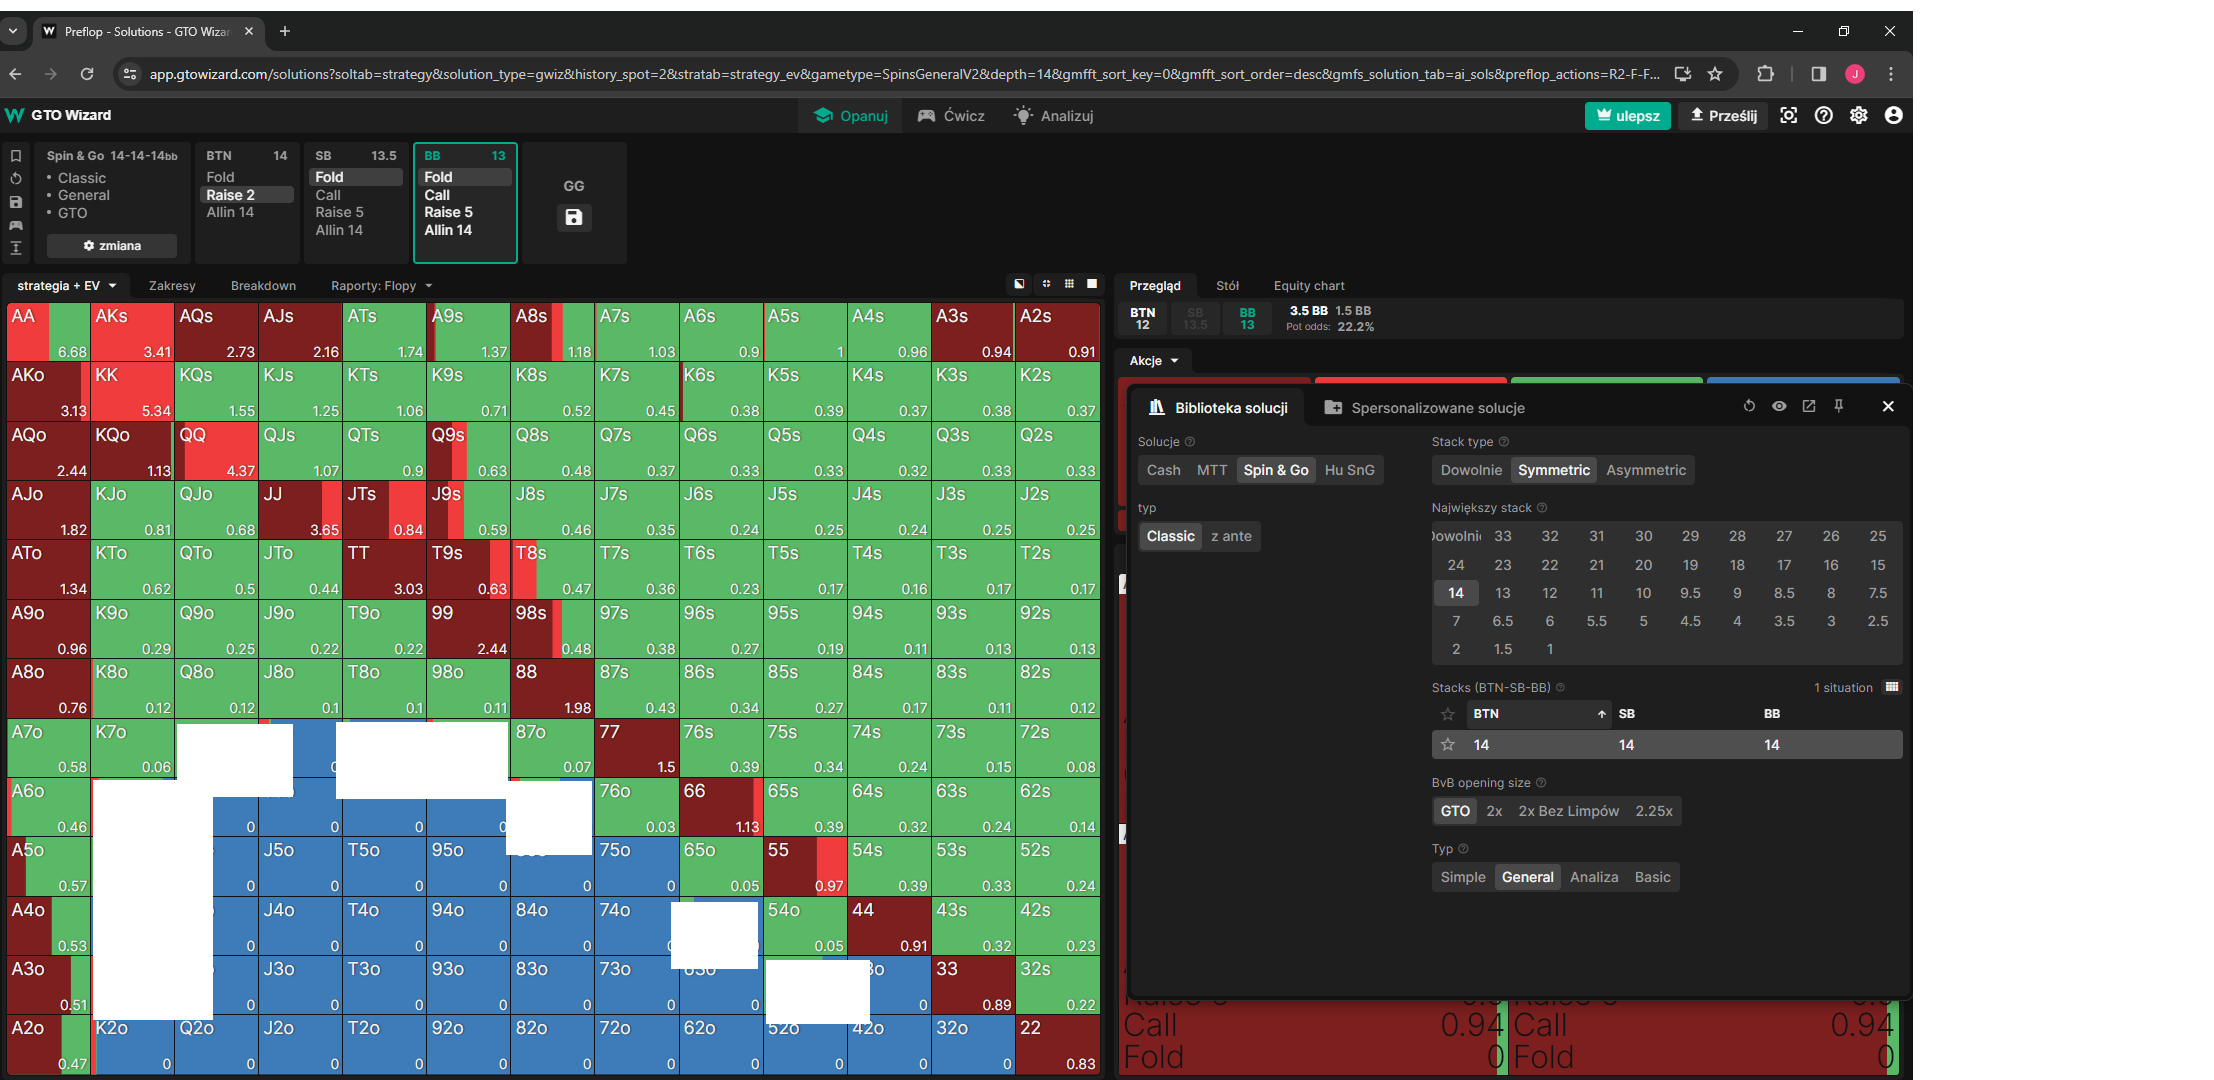 Preflop - Solutions - GTO Wizar
app.gtowizard.com/solutions?soltab=strategy&solution_type=gwiz&history_spot=2&stratab=strategy_ev&gametype=SpinsGeneralV2&depth=14&gmfft_sort_key=0&gmfft_sort_order=desc&gmfs_solution_tab=ai_sols&preflop_actions=R2-F-F...
J
GTO Wizard
Opanuj
Ćwicz
Analizuj
ulepsz
Prześlij
Spin & Go 14-14-14bb
• Classic
• General
• GTO
zmiana
BTN 14
Fold
Raise 2
Allin 14
SB 13.5
Fold
Call
Raise 5
Allin 14
BB 13
Fold
Call
Raise 5
Allin 14
GG
strategia + EV
Zakresy
Breakdown
Raporty: Flopy
AA AKs AQs AJs ATs A9s A8s A7s A6s A5s A4s A3s A2s
6.68 3.41 2.73 2.16 1.74 1.37 1.18 1.03 0.9 1 0.96 0.94 0.91
AKo KK KQs KJs KTs K9s K8s K7s K6s K5s K4s K3s K2s
3.13 5.34 1.55 1.25 1.06 0.71 0.52 0.45 0.38 0.39 0.37 0.38 0.37
AQo KQo QQ QJs QTs Q9s Q8s Q7s Q6s Q5s Q4s Q3s Q2s
2.44 1.13 4.37 1.07 0.9 0.63 0.48 0.37 0.33 0.33 0.32 0.33 0.33
AJo KJo QJo JJ JTs J9s J8s J7s J6s J5s J4s J3s J2s
1.82 0.81 0.68 3.65 0.84 0.59 0.46 0.35 0.24 0.25 0.24 0.25 0.25
ATo KTo QTo JTo TT T9s T8s T7s T6s T5s T4s T3s T2s
1.34 0.62 0.5 0.44 3.03 0.63 0.47 0.36 0.23 0.17 0.16 0.17 0.17
A9o K9o Q9o J9o T9o 99 98s 97s 96s 95s 94s 93s 92s
0.96 0.29 0.25 0.22 0.22 2.44 0.48 0.38 0.27 0.19 0.11 0.13 0.13
A8o K8o Q8o J8o T8o 98o 88 87s 86s 85s 84s 83s 82s
0.76 0.12 0.12 0.1 0.1 0.11 1.98 0.43 0.34 0.27 0.17 0.11 0.12
A7o K7o 87o 77 76s 75s 74s 73s 72s
0.58 0.06 0.07 1.5 0.39 0.34 0.24 0.15 0.08
A6o 76o 66 65s 64s 63s 62s
0.46 0 0 0 0 0.03 1.13 0.39 0.32 0.24 0.14
A5o J5o T5o 95o 75o 65o 55 54s 53s 52s
0.57 0 0 0 0 0 0 0.05 0.97 0.39 0.33 0.24
A4o J4o T4o 94o 84o 74o 54o 44 43s 42s
0.53 0 0 0 0 0 0.05 0.91 0.32 0.23
A3o J3o T3o 93o 83o 73o 63o 33 32s
0.51 0 0 0 0 0 0 0 0 0.89 0.22
A2o K2o Q2o J2o T2o 92o 82o 72o 62o 52o 42o 32o 22
0.47 0 0 0 0 0 0 0 0 0 0 0 0.83
Przegląd
Stół
Equity chart
BTN 12
SB 13.5
BB 13
3.5 BB 1.5 BB
Pot odds: 22.2%
Akcje
Biblioteka solucji
Spersonalizowane solucje
Solucje
Cash MTT Spin & Go Hu SnG
typ
Classic z ante
Stack type
Dowolnie Symmetric Asymmetric
Największy stack
33 32 31 30 29 28 27 26 25
24 23 22 21 20 19 18 17 16 15
14 13 12 11 10 9.5 9 8.5 8 7.5
7 6.5 6 5.5 5 4.5 4 3.5 3 2.5
2 1.5 1
Stacks (BTN-SB-BB)
1 situation
BTN SB BB
14 14 14
BvB opening size
GTO 2x 2x Bez Limpów 2.25x
Typ
Simple General Analiza Basic
Call 0.94 Call 0.94
Fold 0 Fold 0